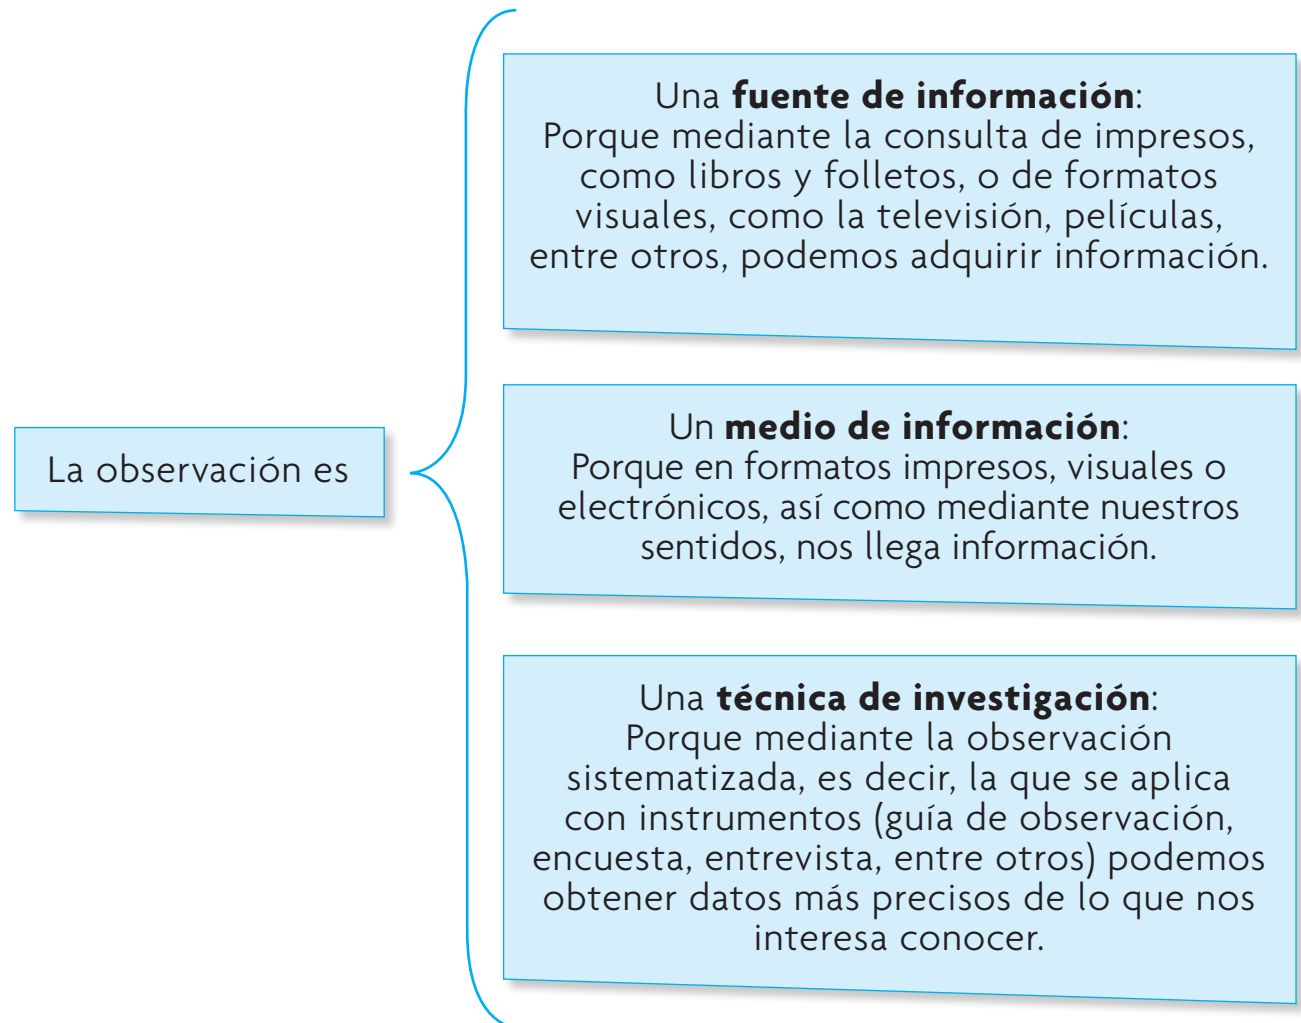 La observación es
Una fuente de información:
Porque mediante la consulta de impresos,
como libros y folletos, o de formatos
visuales, como la televisión, películas,
entre otros, podemos adquirir información.
Un medio de información:
Porque en formatos impresos, visuales o
electrónicos, así como mediante nuestros
sentidos, nos llega información.
Una técnica de investigación:
Porque mediante la observación
sistematizada, es decir, la que se aplica
con instrumentos (guía de observación,
encuesta, entrevista, entre otros) podemos
obtener datos más precisos de lo que nos
interesa conocer.